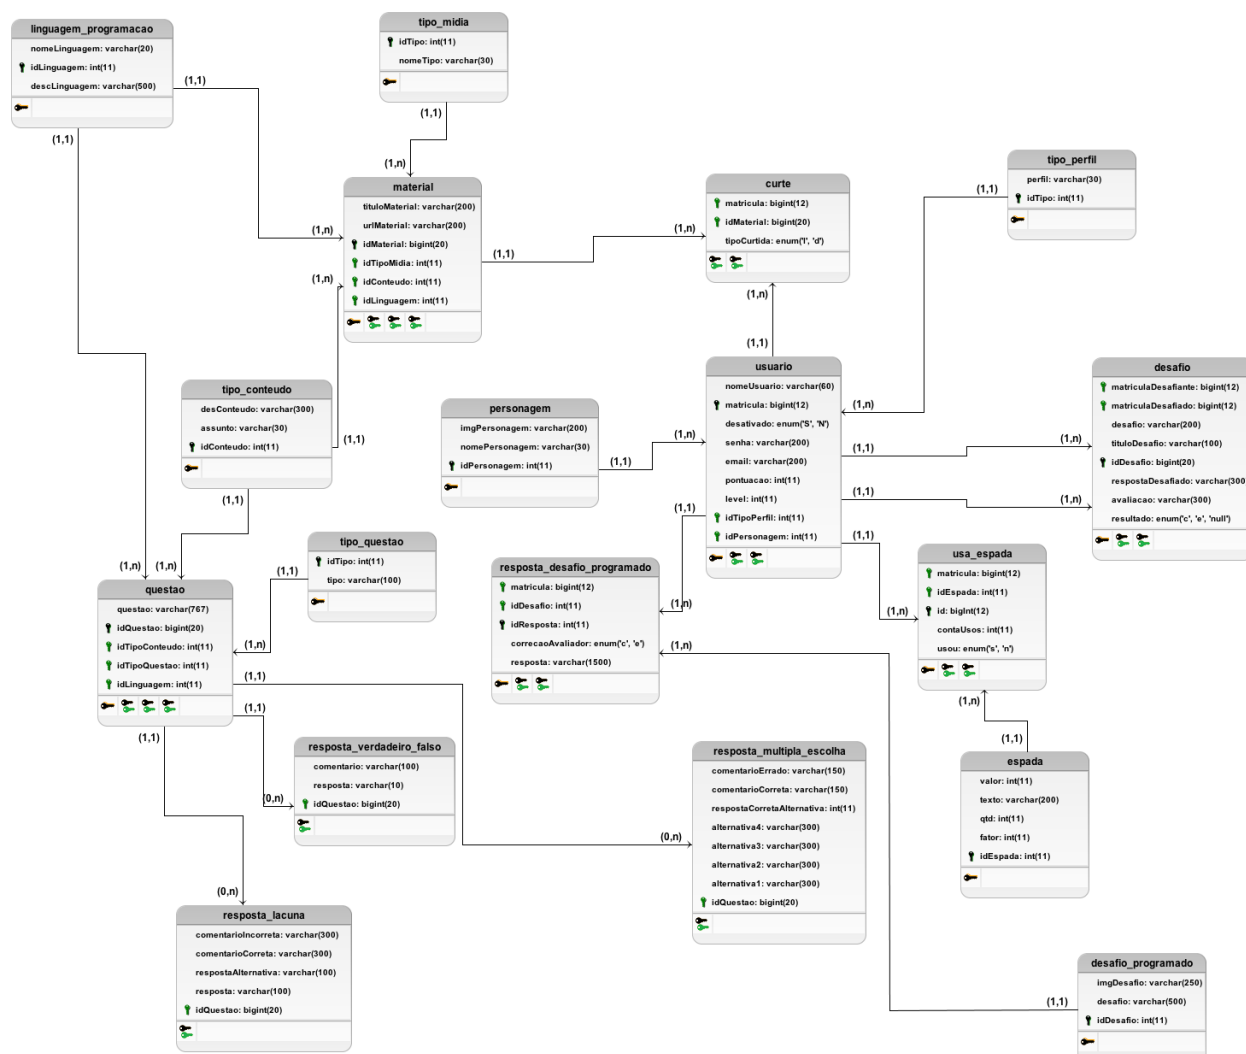 linguagem_programacao
nomeLinguagem: varchar(20)
idLinguagem: int(11)
descLinguagem: varchar(500)
(1,1)
(1,1)
tipo_midia
idTipo: int(11)
nomeTipo: varchar(30)
(1,1)
(1,n)
material
tituloMaterial: varchar(200)
urlMaterial: varchar(200)
idMaterial: bigint(20)
idTipoMidia: int(11)
idConteudo: int(11)
idLinguagem: int(11)
(1,n)
(1,n)
(1,1)
curte
matricula: bigint(12)
idMaterial: bigint(20)
tipoCurtida: enum('l', 'd')
(1,n)
(1,n)
(1,1)
tipo_perfil
perfil: varchar(30)
idTipo: int(11)
(1,1)
tipo_conteudo
desConteudo: varchar(300)
assunto: varchar(30)
idConteudo: int(11)
(1,1)
(1,1)
personagem
imgPersonagem: varchar(200)
nomePersonagem: varchar(30)
idPersonagem: int(11)
(1,1)
(1,n)
usuario
nomeUsuario: varchar(60)
matricula: bigint(12)
desativado: enum('S', 'N')
senha: varchar(200)
email: varchar(200)
pontuacao: int(11)
level: int(11)
idTipoPerfil: int(11)
idPersonagem: int(11)
(1,n)
(1,1)
(1,n)
(1,1)
(1,n)
(1,1)
(1,1)
(1,n)
desafio
matriculaDesafiante: bigint(12)
matriculaDesafiado: bigint(12)
desafio: varchar(200)
tituloDesafio: varchar(100)
idDesafio: bigint(20)
respostaDesafiado: varchar(300
avaliacao: varchar(300)
resultado: enum('c', 'e', 'null')
tipo_questao
idTipo: int(11)
tipo: varchar(100)
(1,1)
(1,n)
resposta_desafio_programado
matricula: bigint(12)
idDesafio: int(11)
idResposta: int(11)
correcaoAvaliador: enum('c', 'e')
resposta: varchar(1500)
(1,n)
(1,n)
usa_espada
matricula: bigint(12)
idEspada: int(11)
id: bigInt(12)
contaUsos: int(11)
usou: enum('s', 'n')
(1,n)
(1,1)
(1,n)
(1,n)
questao
questao: varchar(767)
idQuestao: bigint(20)
idTipoConteudo: int(11)
idTipoQuestao: int(11)
idLinguagem: int(11)
(1,1)
(1,1)
(1,1)
resposta_verdadeiro_falso
comentario: varchar(100)
resposta: varchar(10)
idQuestao: bigint(20)
(0,n)
resposta_multipla_escolha
comentarioErrado: varchar(150)
comentarioCorreta: varchar(150)
respostaCorretaAlternativa: int(11)
alternativa4: varchar(300)
alternativa3: varchar(300)
alternativa2: varchar(300)
alternativa1: varchar(300)
idQuestao: bigint(20)
(0,n)
espada
valor: int(11)
texto: varchar(200)
qtd: int(11)
fator: int(11)
idEspada: int(11)
(0,n)
resposta_lacuna
comentarioIncorreta: varchar(300)
comentarioCorreta: varchar(300)
respostaAlternativa: varchar(100)
resposta: varchar(100)
idQuestao: bigint(20)
desafio_programado
imgDesafio: varchar(250)
desafio: varchar(500)
idDesafio: int(11)
(1,1)